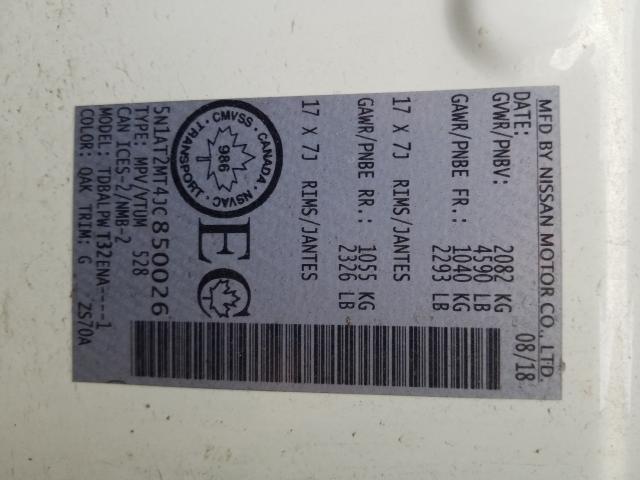 MFD BY NISSAN MOTOR CO., LTD.
DATE: 08/18
GVWR/PNBV: 2082 KG
4590 LB
GAWR/PNBE FR.: 1040 KG
2293 LB
17 X 7J RIMS/JANTES
GAWR/PNBE RR.: 1055 KG
2326 LB
17 X 7J RIMS/JANTES
CMVSS · CANADA
NSVAC · TRANSPORT
986
EC
5N1AT2MT4JC850026
TYPE: MPV/VTUM 528
CAN ICES-2/NMB-2
MODEL: TDBALPW T32ENA----1
COLOR: QAK TRIM: G ZS70A